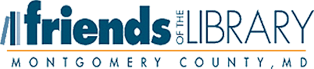 friends OF THE LIBRARY
MONTGOMERY COUNTY, MD